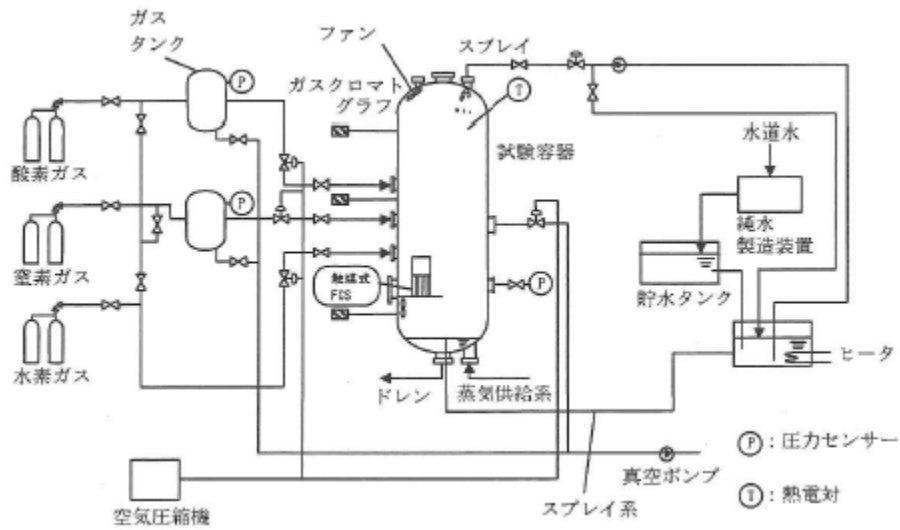 ガス
タンク
ファン
スプレイ
ガスクロマト
グラフ
P
T
酸素ガス
試験容器
水道水
P
純水
製造装置
窒素ガス
触媒式
FCS
P
貯水タンク
水素ガス
ヒータ
ドレン
蒸気供給系
P:圧力センサー
真空ポンプ
P
T:熱電対
スプレイ系
空気圧縮機